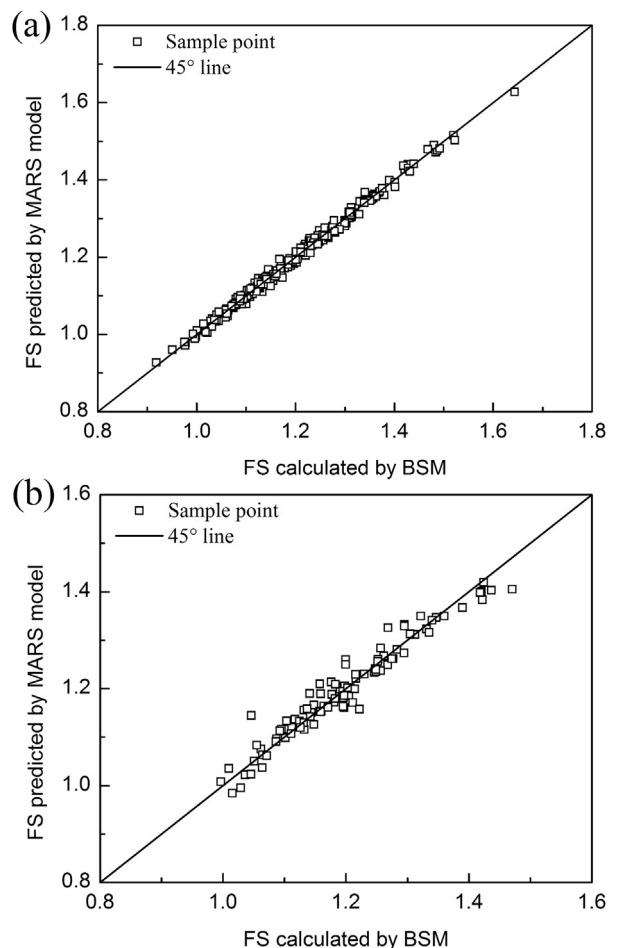 (a)
Sample point
45° line
FS predicted by MARS model
1.8
1.6
1.4
1.2
1.0
0.8
0.8 1.0 1.2 1.4 1.6 1.8
FS calculated by BSM
(b)
Sample point
45° line
FS predicted by MARS model
1.6
1.4
1.2
1.0
0.8
0.8 1.0 1.2 1.4 1.6
FS calculated by BSM